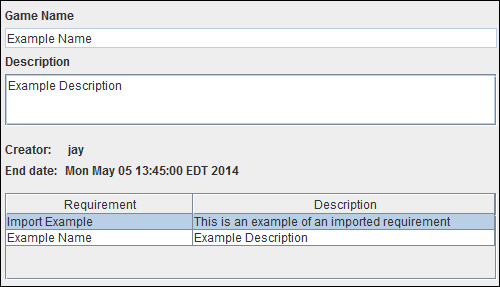 Game Name
Example Name
Description
Example Description
Creator: jay
End date: Mon May 05 13:45:00 EDT 2014
Requirement Description
Import Example This is an example of an imported requirement
Example Name Example Description